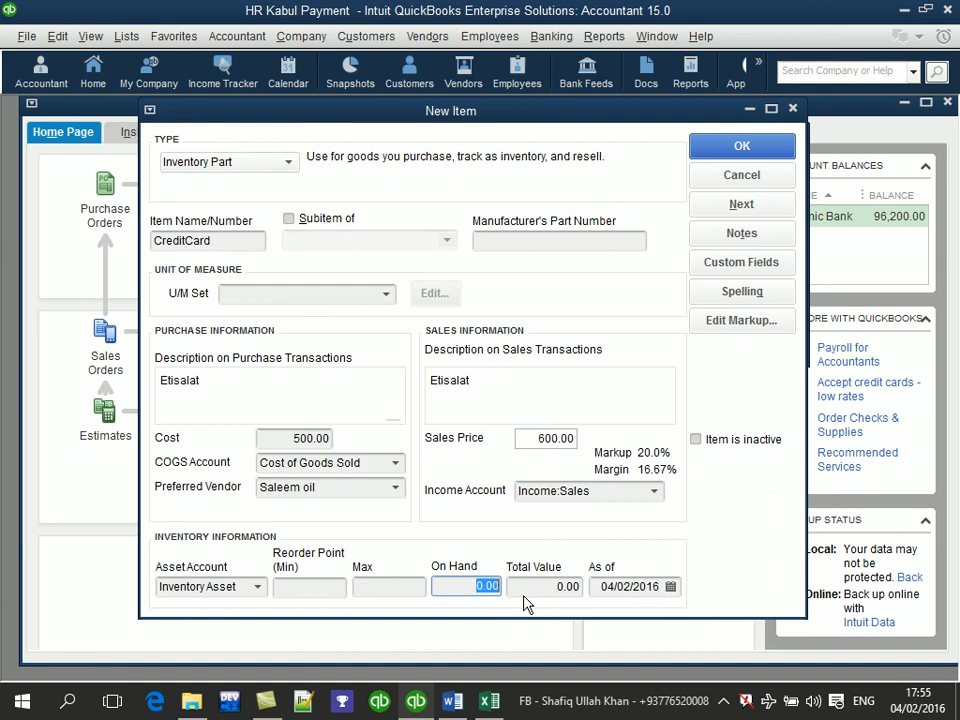 HR Kabul Payment - Intuit QuickBooks Enterprise Solutions: Accountant 15.0
File Edit View Lists Favorites Accountant Company Customers Vendors Employees Banking Reports Window Help
Accountant Home My Company Income Tracker Calendar Snapshots Customers Vendors Employees Bank Feeds Docs Reports App
Search Company or Help
New Item
Home Page Ins
TYPE
Inventory Part
Use for goods you purchase, track as inventory, and resell.
OK
Cancel
Next
Notes
Custom Fields
Spelling
Edit Markup...
Item Name/Number
CreditCard
Subitem of
Manufacturer's Part Number
UNIT OF MEASURE
U/M Set
Edit...
PURCHASE INFORMATION
Description on Purchase Transactions
Etisalat
Cost 500.00
COGS Account Cost of Goods Sold
Preferred Vendor Saleem oil
SALES INFORMATION
Description on Sales Transactions
Etisalat
Sales Price 600.00
Markup 20.0%
Margin 16.67%
Income Account Income:Sales
Item is inactive
INVENTORY INFORMATION
Asset Account
Inventory Asset
Reorder Point
(Min)
Max
On Hand
0.00
Total Value
0.00
As of
04/02/2016
Purchase
Orders
Sales
Orders
Estimates
UNT BALANCES
E BALANCE
nic Bank 96,200.00
ORE WITH QUICKBOOKS
Payroll for
Accountants
Accept credit cards -
low rates
Order Checks &
Supplies
Recommended
Services
UP STATUS
Local: Your data may
not be
protected. Back
Online: Back up online
with
Intuit Data
FB - Shafiq Ullah Khan - +93776520008
ENG
17:55
04/02/2016